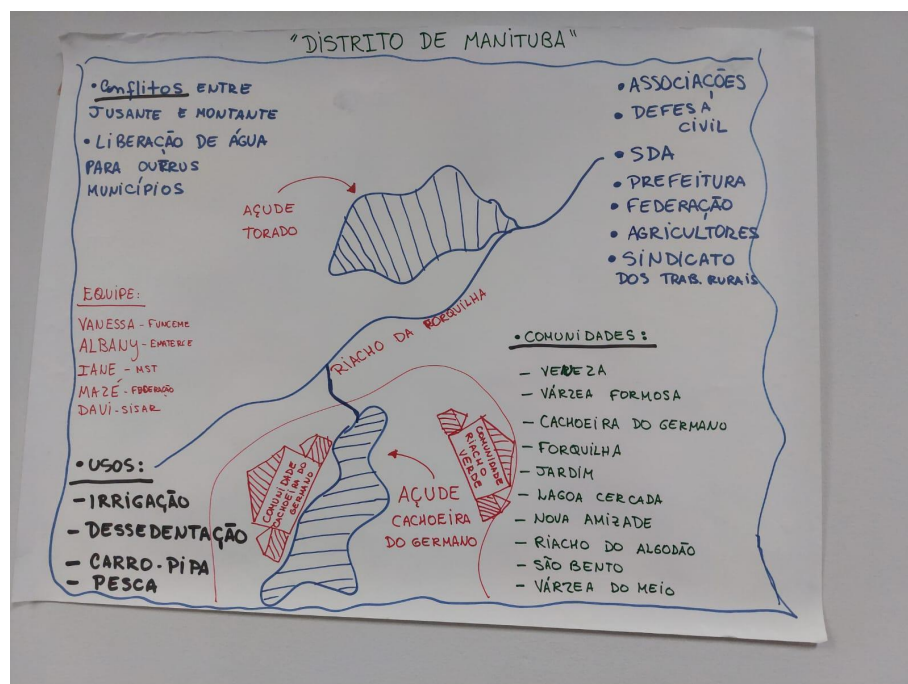 "DISTRITO DE MANITUBA"
• Conflitos ENTRE
JUSANTE E MONTANTE
• LIBERAÇÃO DE ÁGUA
PARA OUTRUS
MUNICÍPIOS
• ASSOCIAÇÕES
• DEFESA
CIVIL
• SDA
• PREFEITURA
• FEDERAÇÃO
• AGRICULTORES
• SINDICATO
DOS TRAB. RURAIS
AÇUDE
TORADO
EQUIPE:
VANESSA - FUNCEME
ALBANY - EMATERCE
IANE - MST
MAZÉ - FEDERAÇÃO
DAVI - SISAR
RIACHO DA FORQUILHA
• COMUNIDADES:
- VENEZA
- VÁRZEA FORMOSA
- CACHOEIRA DO GERMANO
- FORQUILHA
- JARDIM
- LAGOA CERCADA
- NOVA AMIZADE
- RIACHO DO ALGODÃO
- SÃO BENTO
- VÁRZEA DO MEIO
COMUNIDADE
CACHOEIRA DO
GERMANO
COMUNIDADE
RIACHO
VERDE
AÇUDE
CACHOEIRA
DO GERMANO
• USOS:
- IRRIGAÇÃO
- DESSEDENTAÇÃO
- CARRO-PIPA
- PESCA